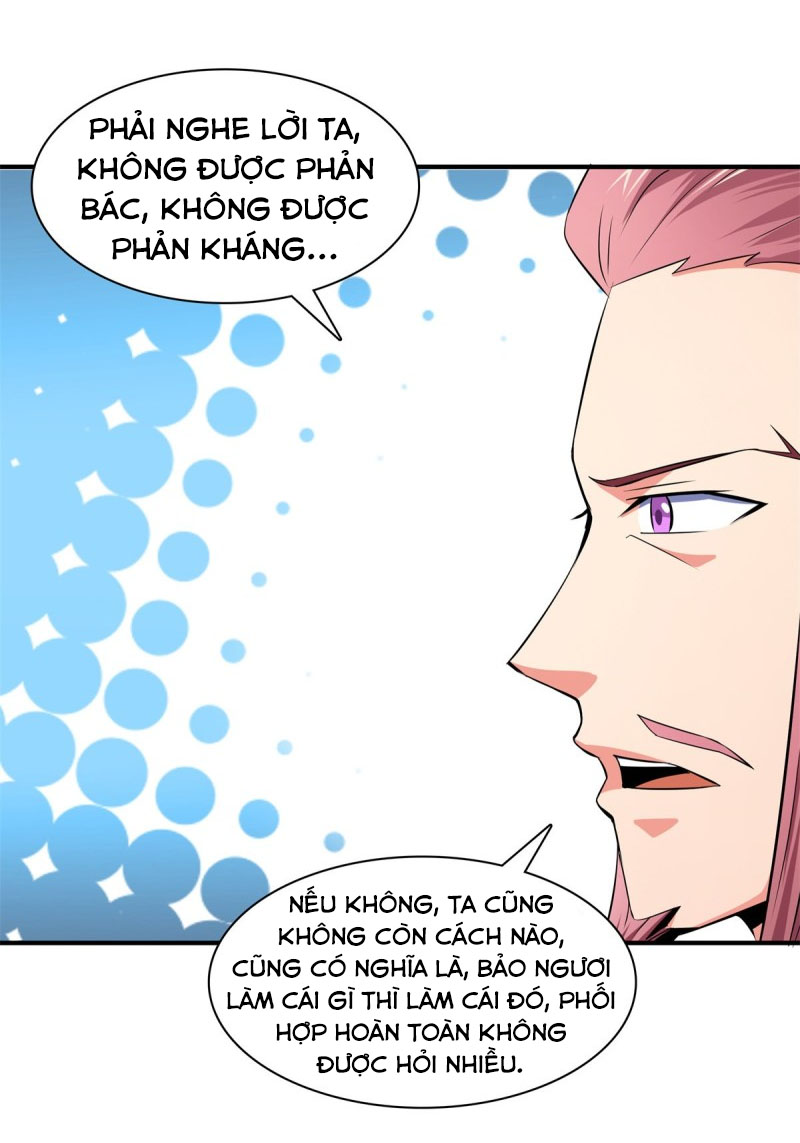 PHẢI NGHE LỜI TA,
KHÔNG ĐƯỢC PHẢN
BÁC, KHÔNG ĐƯỢC
PHẢN KHÁNG...
NẾU KHÔNG, TA CŨNG
KHÔNG CÒN CÁCH NÀO,
CŨNG CÓ NGHĨA LÀ, BẢO NGƯƠI
LÀM CÁI GÌ THÌ LÀM CÁI ĐÓ, PHỐI
HỢP HOÀN TOÀN KHÔNG
ĐƯỢC HỎI NHIỀU.